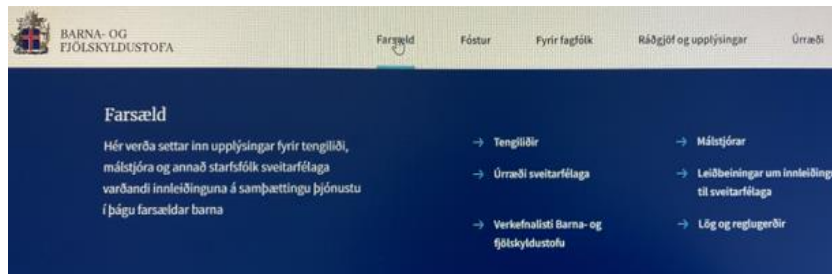 BARNA- OG
FJÖLSKYLDUSTOFA
Farsæld
Fóstur
Fyrir fagfólk
Ráðgjöf og upplýsingar
Úrræði
Farsæld
Hér verða settar inn upplýsingar fyrir tengiliði,
málstjóra og annað starfsfólk sveitarfélaga
varðandi innleiðinguna á samþættingu þjónustu
í þágu farsældar barna
→ Tengiliðir
→ Úrræði sveitarfélaga
→ Verkefnalisti Barna- og
fjölskyldustofu
→ Málstjórar
→ Leiðbeiningar um innleiðingu
til sveitarfélaga
→ Lög og reglugerðir